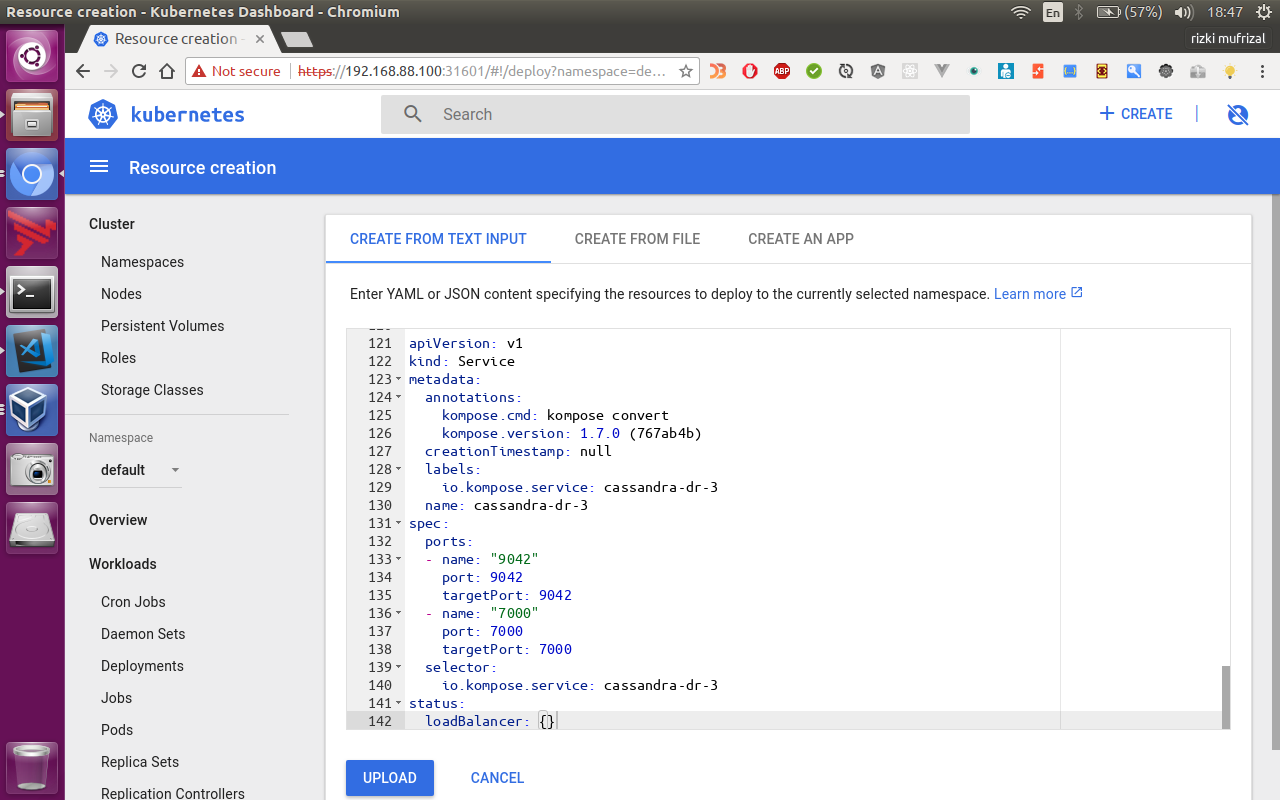 Resource creation - Kubernetes Dashboard - Chromium
En
(57%)
18:47
Resource creation -
rizki mufrizal
Not secure
https://192.168.88.100:31601/#!/deploy?namespace=de...
ABP
kubernetes
Search
CREATE
Resource creation
Cluster
Namespaces
Nodes
Persistent Volumes
Roles
Storage Classes
Namespace
default
Overview
Workloads
Cron Jobs
Daemon Sets
Deployments
Jobs
Pods
Replica Sets
Replication Controllers
CREATE FROM TEXT INPUT
CREATE FROM FILE
CREATE AN APP
Enter YAML or JSON content specifying the resources to deploy to the currently selected namespace. Learn more
121 apiVersion: v1
122 kind: Service
123 metadata:
124   annotations:
125     kompose.cmd: kompose convert
126     kompose.version: 1.7.0 (767ab4b)
127   creationTimestamp: null
128   labels:
129     io.kompose.service: cassandra-dr-3
130   name: cassandra-dr-3
131 spec:
132   ports:
133   - name: "9042"
134     port: 9042
135     targetPort: 9042
136   - name: "7000"
137     port: 7000
138     targetPort: 7000
139   selector:
140     io.kompose.service: cassandra-dr-3
141 status:
142   loadBalancer: {}
UPLOAD
CANCEL